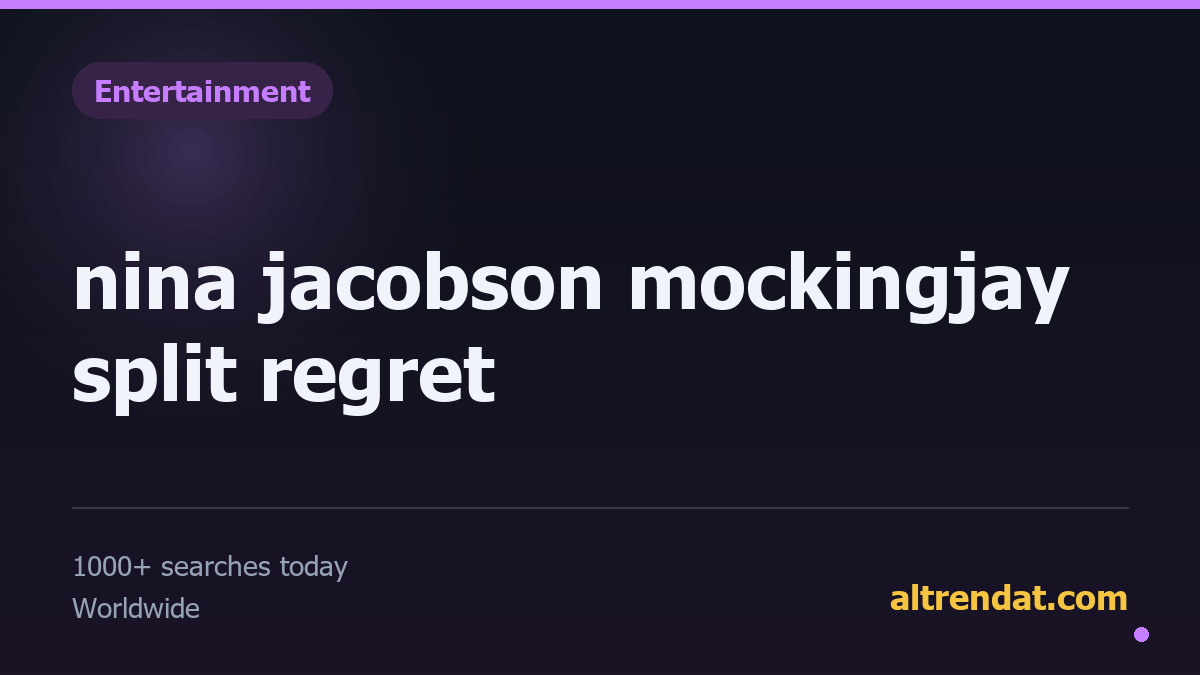 Entertainment
nina jacobson mockingjay
split regret
1000+ searches today
Worldwide
altrendat.com